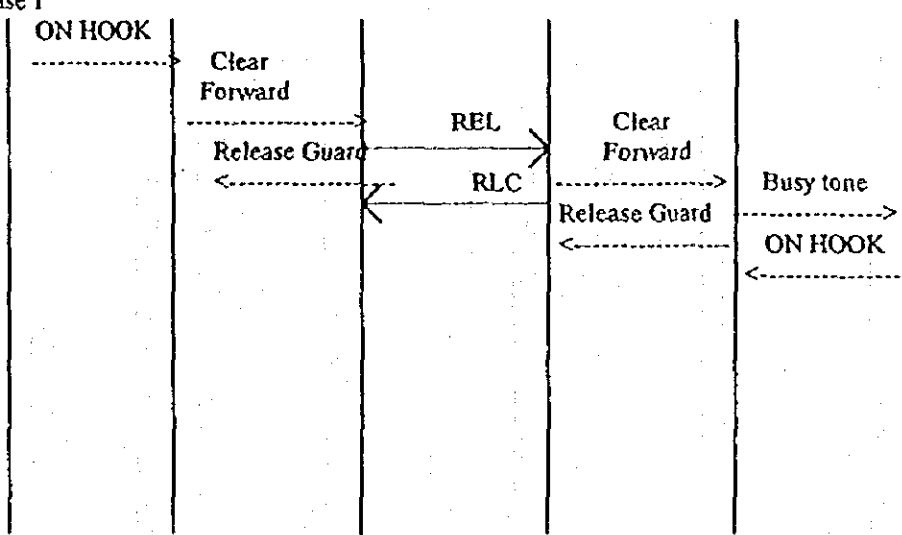 ON HOOK
Clear
Forward
REL
Clear
Forward
Release Guard
RLC
Busy tone
Release Guard
ON HOOK